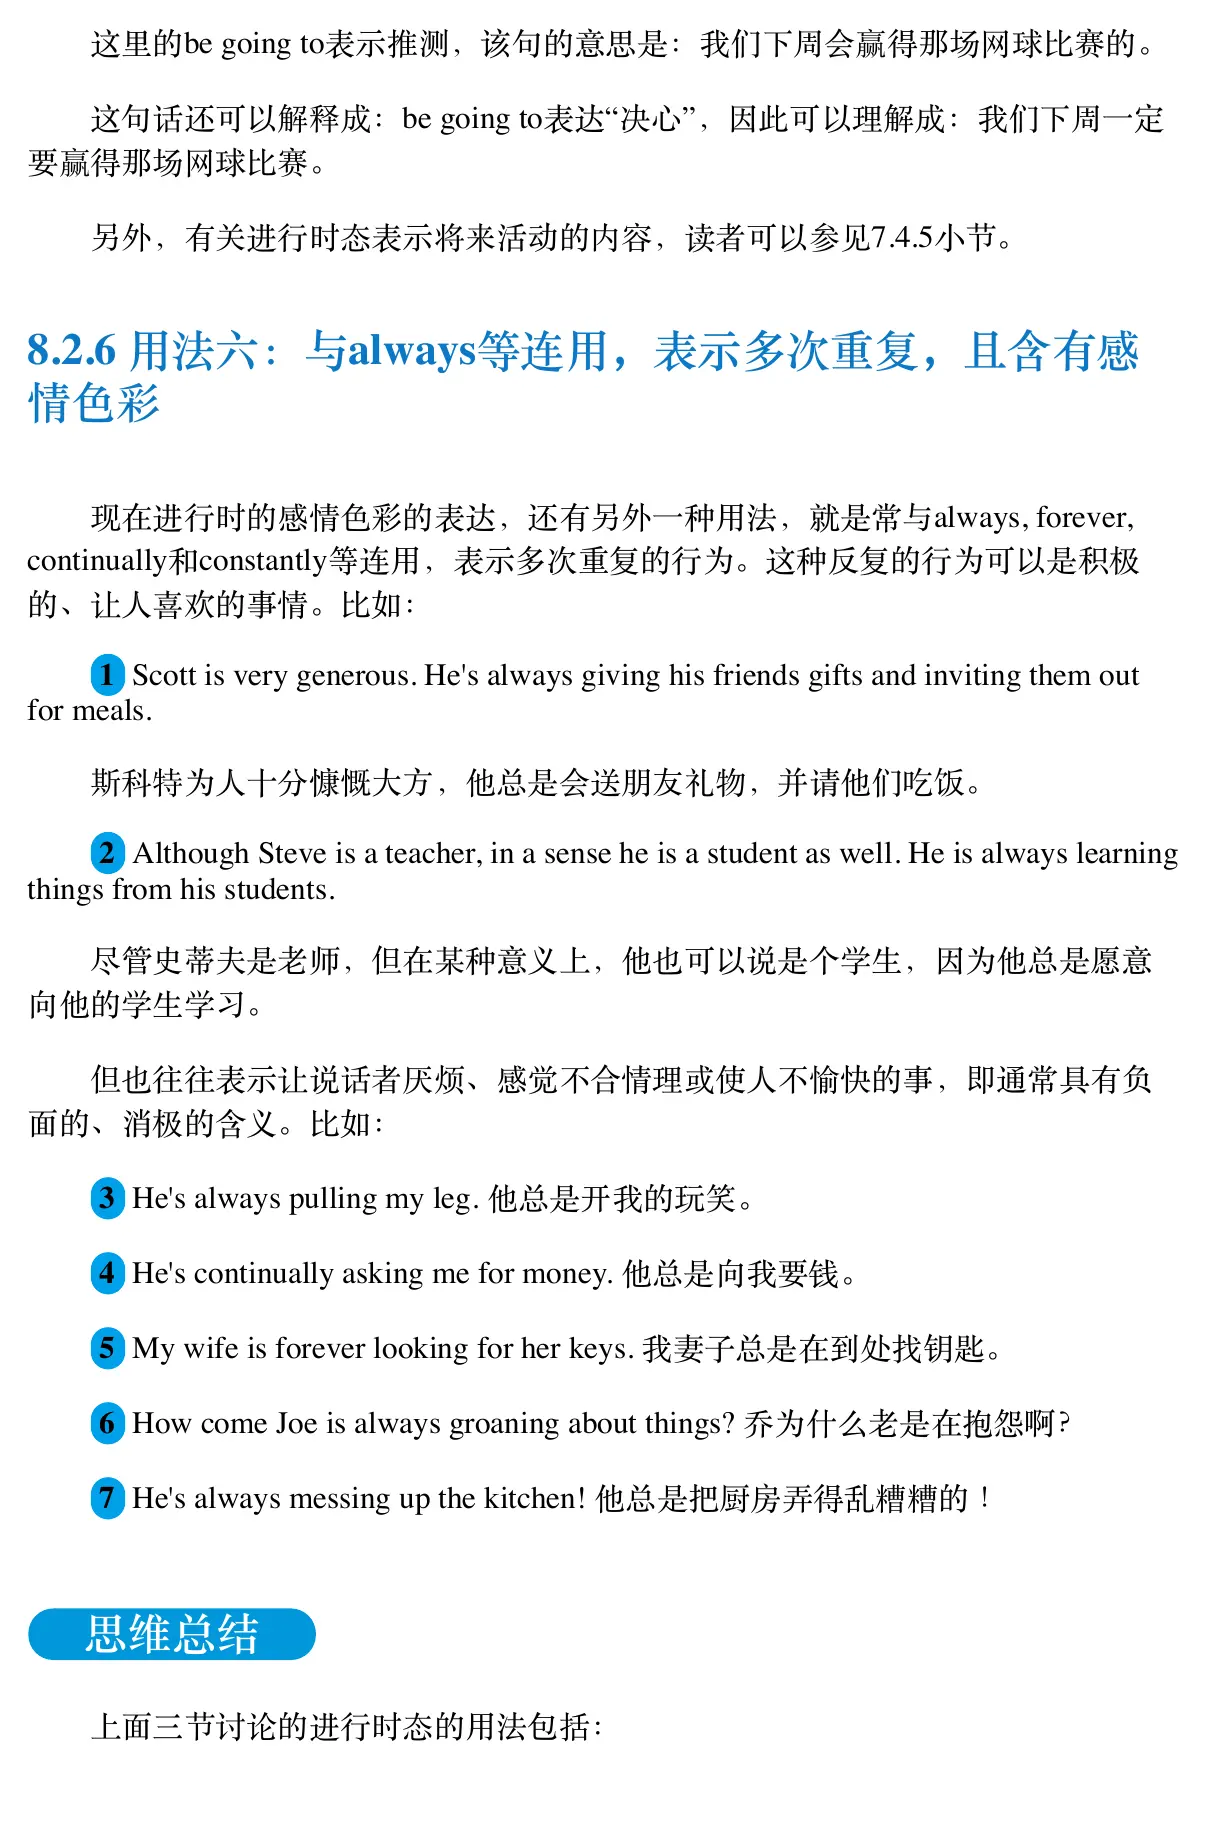 这里的be going to表示推测，该句的意思是：我们下周会赢得那场网球比赛的。
这句话还可以解释成：be going to表达“决心”，因此可以理解成：我们下周一定
要赢得那场网球比赛。
另外，有关进行时态表示将来活动的内容，读者可以参见7.4.5小节。
8.2.6 用法六：与always等连用，表示多次重复，且含有感
情色彩
现在进行时的感情色彩的表达，还有另外一种用法，就是常与always, forever,
continually和constantly等连用，表示多次重复的行为。这种反复的行为可以是积极
的、让人喜欢的事情。比如：
1 Scott is very generous. He's always giving his friends gifts and inviting them out
for meals.
斯科特为人十分慷慨大方，他总是会送朋友礼物，并请他们吃饭。
2 Although Steve is a teacher, in a sense he is a student as well. He is always learning
things from his students.
尽管史蒂夫是老师，但在某种意义上，他也可以说是个学生，因为他总是愿意
向他的学生学习。
但也往往表示让说话者厌烦、感觉不合情理或使人不愉快的事，即通常具有负
面的、消极的含义。比如：
3 He's always pulling my leg. 他总是开我的玩笑。
4 He's continually asking me for money. 他总是向我要钱。
5 My wife is forever looking for her keys. 我妻子总是在到处找钥匙。
6 How come Joe is always groaning about things? 乔为什么老是在抱怨啊？
7 He's always messing up the kitchen! 他总是把厨房弄得乱糟糟的！
思维总结
上面三节讨论的进行时态的用法包括：